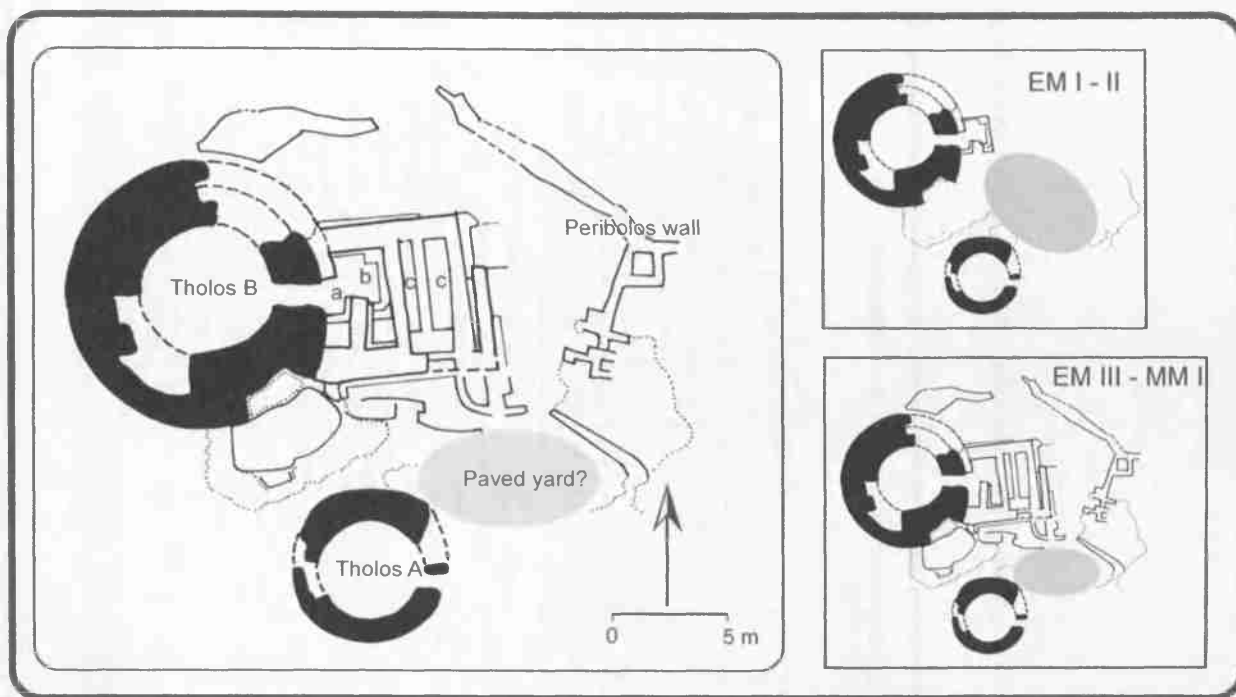 EM I - II
Peribolos wall
Tholos B
a
b
c
c
EM III - MM I
Paved yard?
Tholos A
0
5 m